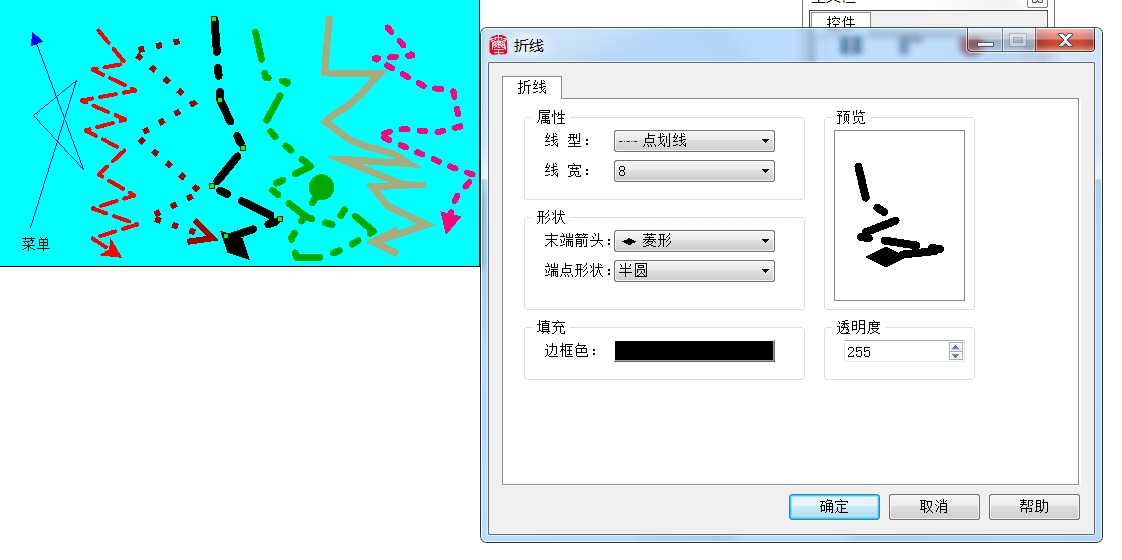 控件
菜单
折线
折线
属性
线 型： 点划线
线 宽： 8
形状
末端箭头： 菱形
端点形状： 半圆
填充
边框色：
预览
透明度
255
确定
取消
帮助